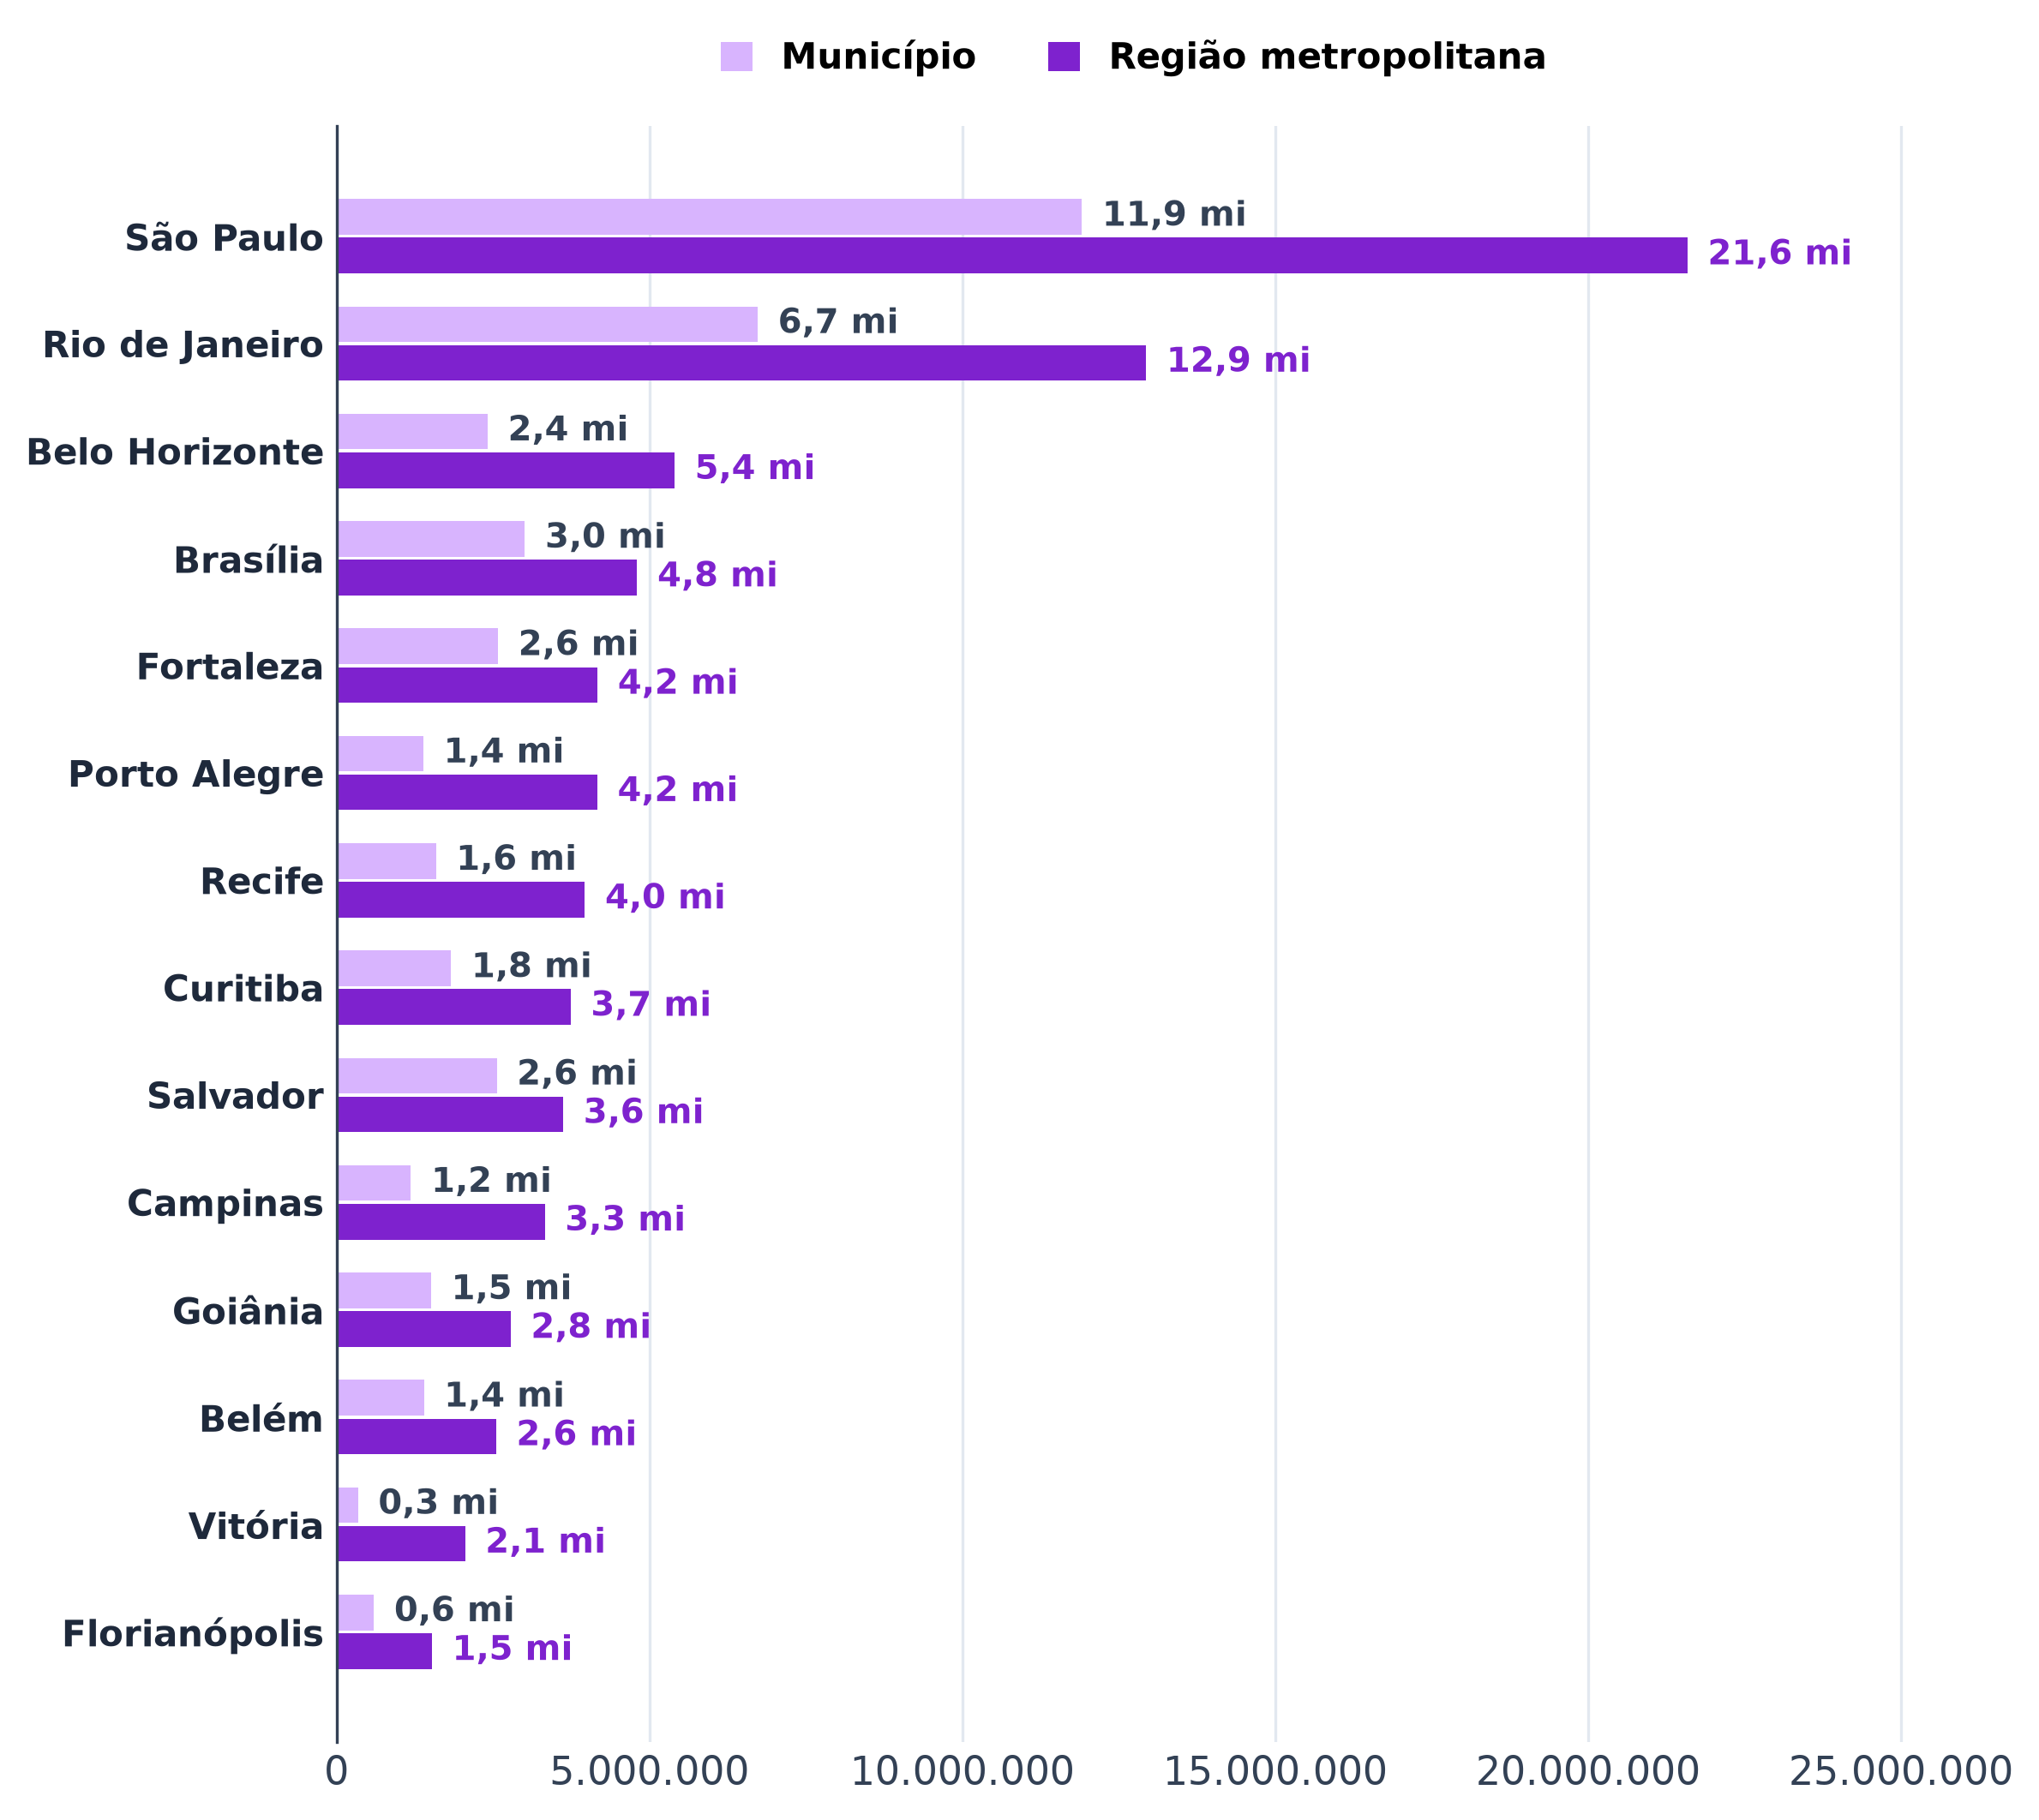 Município Região metropolitana
São Paulo
11,9 mi
21,6 mi
Rio de Janeiro
6,7 mi
12,9 mi
Belo Horizonte
2,4 mi
5,4 mi
Brasília
3,0 mi
4,8 mi
Fortaleza
2,6 mi
4,2 mi
Porto Alegre
1,4 mi
4,2 mi
Recife
1,6 mi
4,0 mi
Curitiba
1,8 mi
3,7 mi
Salvador
2,6 mi
3,6 mi
Campinas
1,2 mi
3,3 mi
Goiânia
1,5 mi
2,8 mi
Belém
1,4 mi
2,6 mi
Vitória
0,3 mi
2,1 mi
Florianópolis
0,6 mi
1,5 mi
0 5.000.000 10.000.000 15.000.000 20.000.000 25.000.000